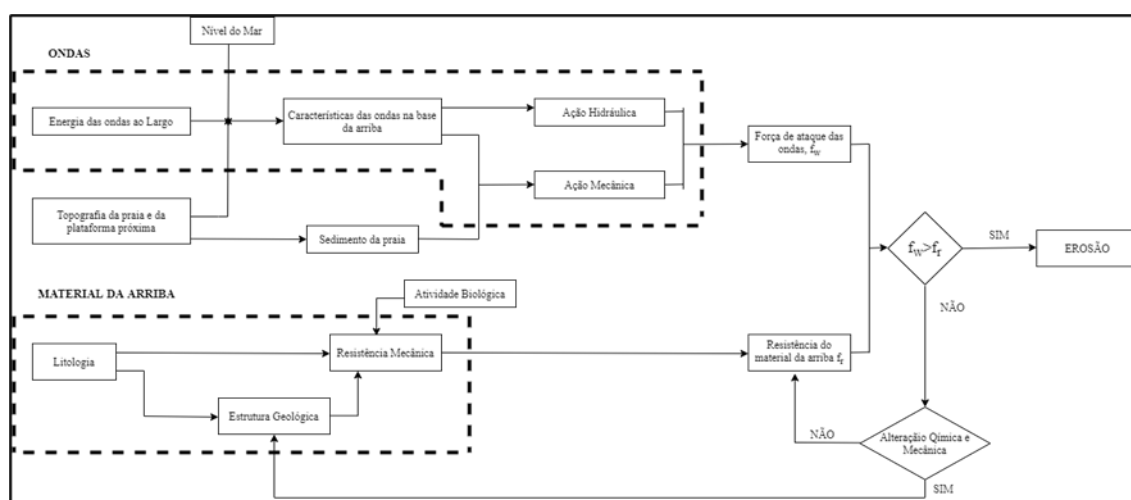 Nível do Mar
ONDAS
Energia das ondas ao Largo
Características das ondas na base
da arriba
Ação Hidráulica
Força de ataque das
ondas, fw
Ação Mecânica
Topografia da praia e da
plataforma próxima
Sedimento da praia
fw>fr
SIM
EROSÃO
MATERIAL DA ARRIBA
Atividade Biológica
NÃO
Litologia
Resistência Mecânica
Resistência do
material da arriba fr
Estrutura Geológica
NÃO
Alteraçãio Qímica e
Mecânica
SIM